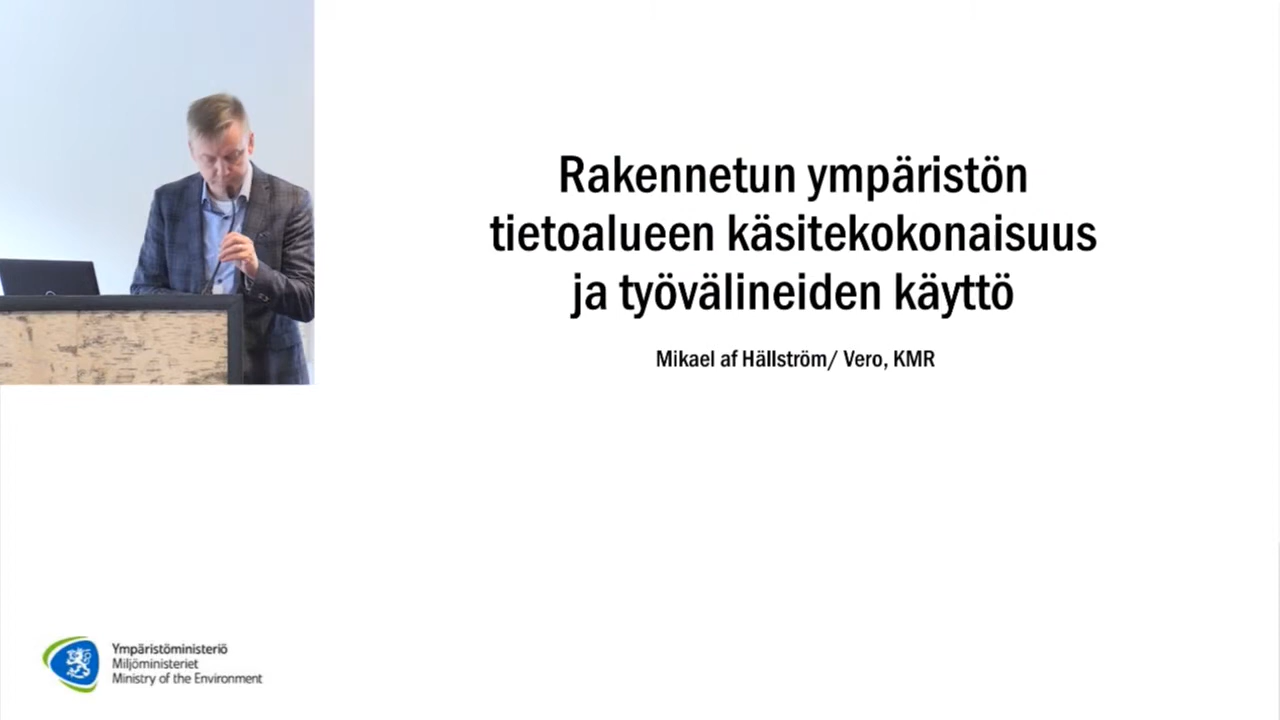 Rakennetun ympäristön
tietoalueen käsitekokonaisuus
ja työvälineiden käyttö
Mikael af Hällström/ Vero, KMR
Ympäristöministeriö
Miljöministeriet
Ministry of the Environment